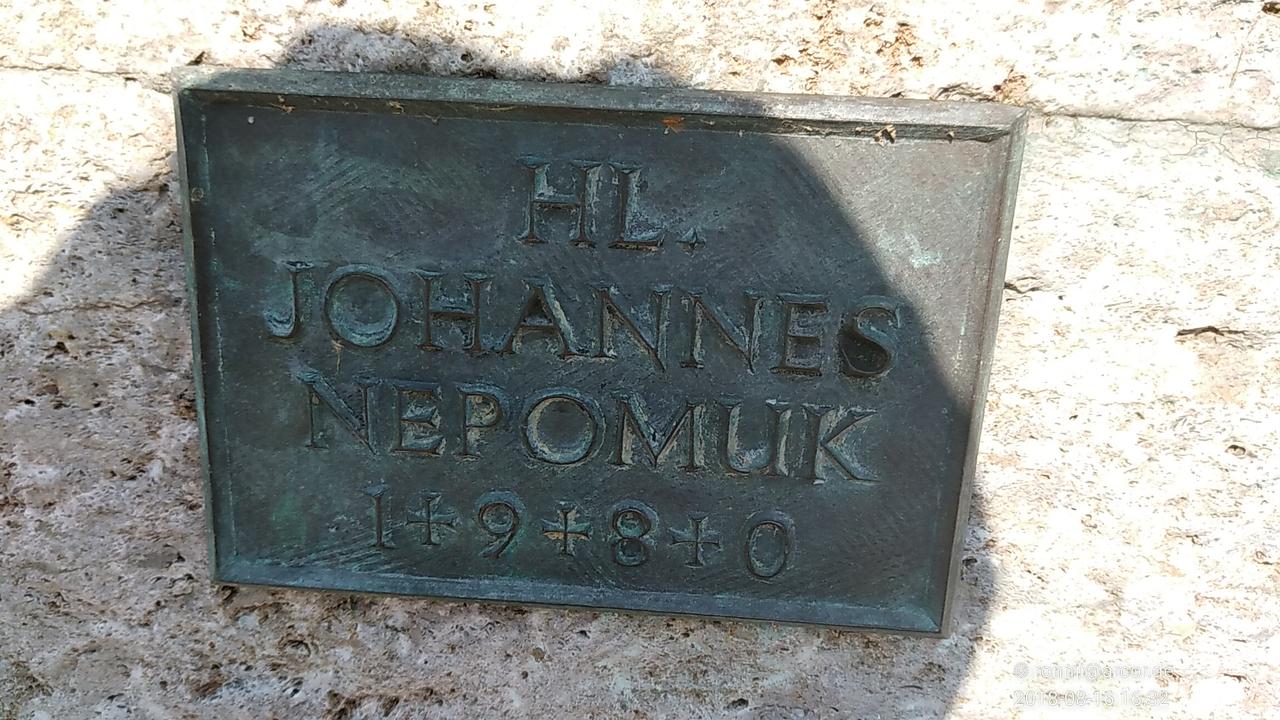 HL.
JOHANNES
NEPOMUK
1+9+8+0